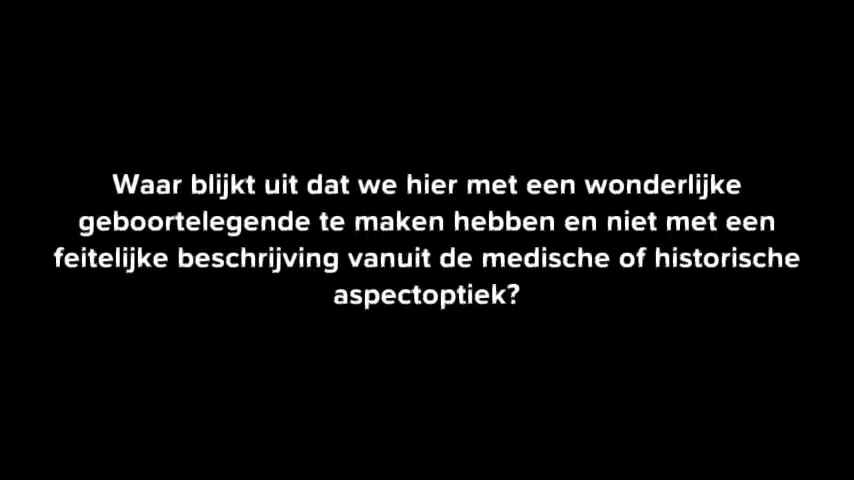 Waar blijkt uit dat we hier met een wonderlijke
geboortelegende te maken hebben en niet met een
feitelijke beschrijving vanuit de medische of historische
aspectoptiek?